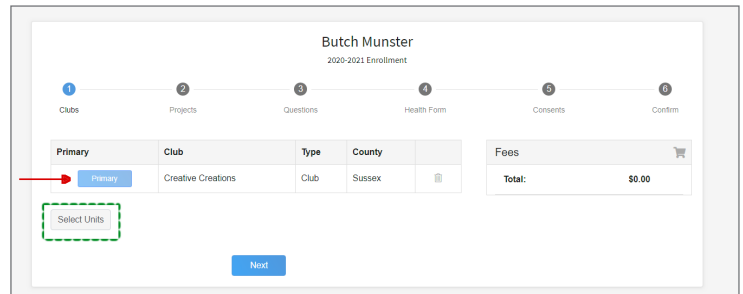 Butch Munster
2020-2021 Enrollment
1 2 3 4 5 6
Clubs Projects Questions Health Form Consents Confirm
Primary Club Type County
Primary Creative Creations Club Sussex
Select Units
Next
Fees
Total: $0.00